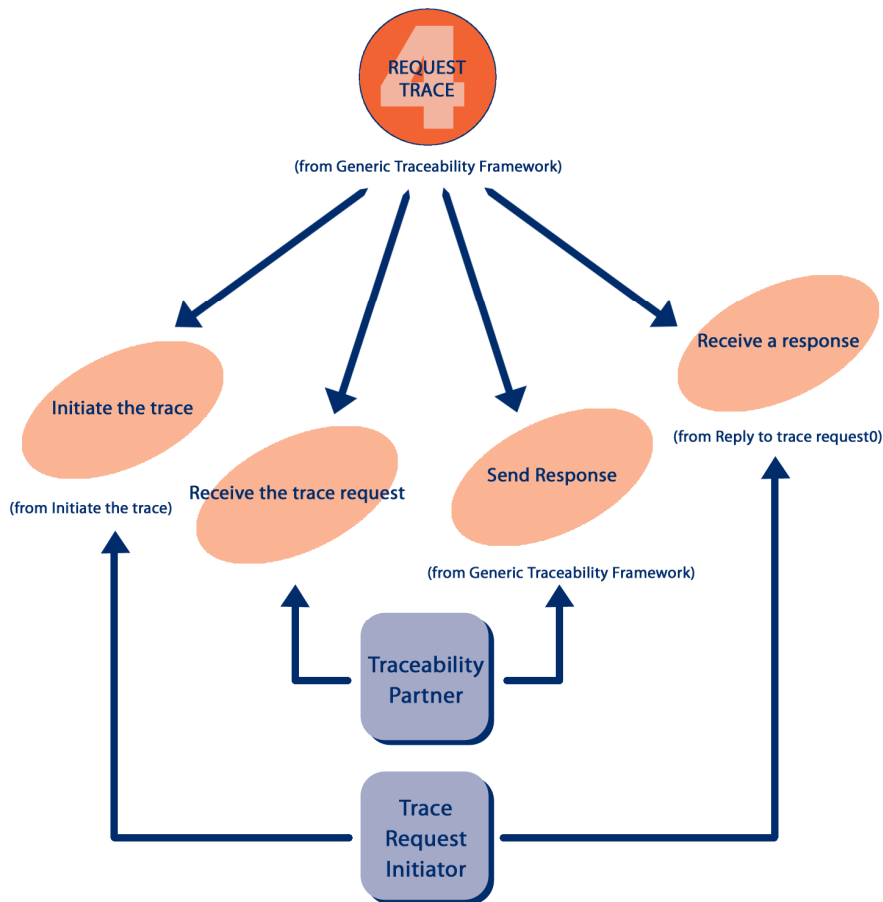 4
REQUEST
TRACE
(from Generic Traceability Framework)
Receive a response
(from Reply to trace request0)
Initiate the trace
(from Initiate the trace)
Receive the trace request
Send Response
(from Generic Traceability Framework)
Traceability
Partner
Trace
Request
Initiator